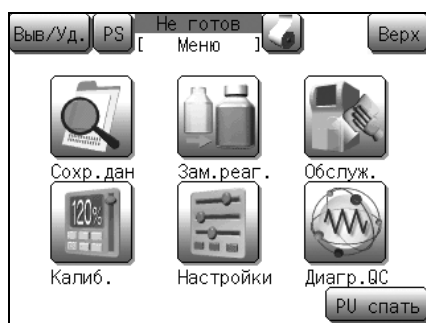 Выв/Уд. PS Не готов Верх
[ Меню ]
Сохр.дан Зам.реаг. Обслуж.
120%
Калиб. Настройки Диагр.QC
PU спать